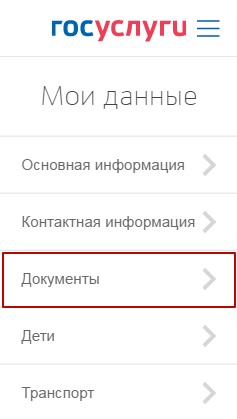 госуслуги
Мои данные
Основная информация
Контактная информация
Документы
Дети
Транспорт